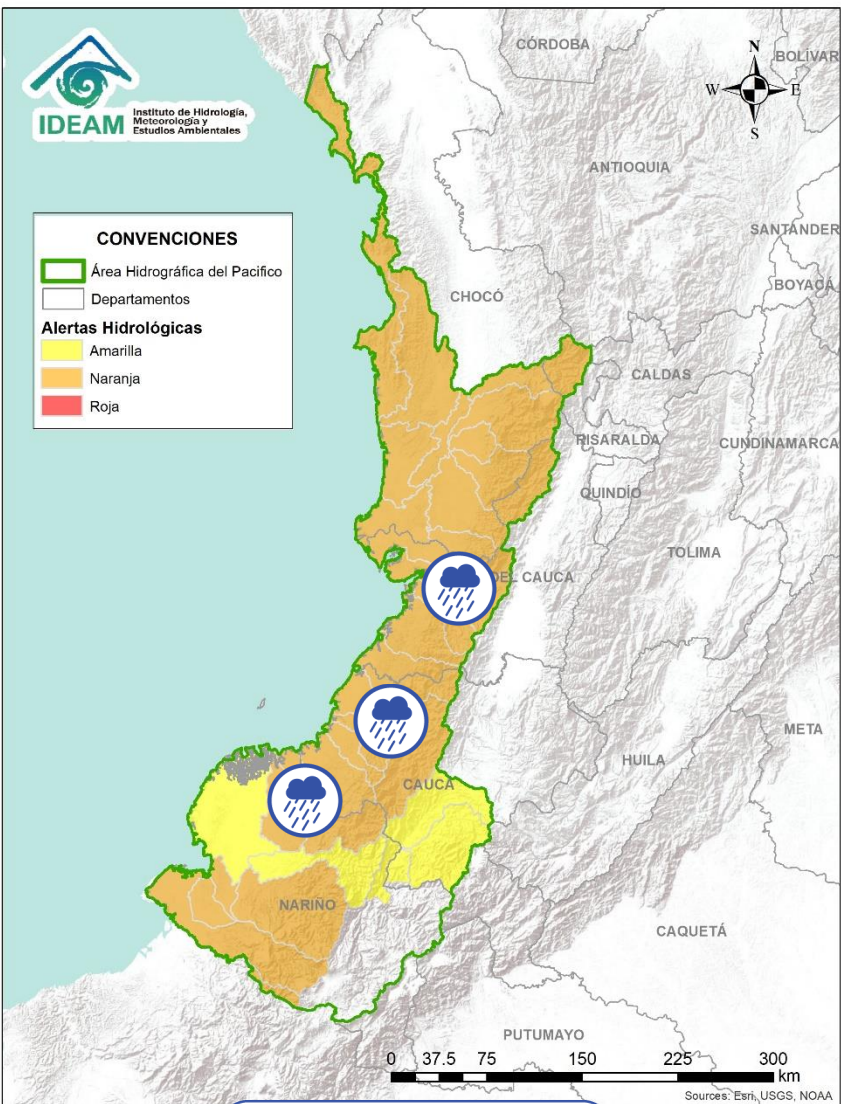 IDEAM
Instituto de Hidrología,
Meteorología y
Estudios Ambientales
CÓRDOBA
N
BOLÍVAR
W
E
S
ANTIOQUIA
CONVENCIONES
Área Hidrográfica del Pacifico
Departamentos
Alertas Hidrológicas
Amarilla
Naranja
Roja
SANTANDER
BOYACÁ
CHOCÓ
CALDAS
RISARALDA
CUNDINAMARCA
QUINDÍO
TOLIMA
DEL CAUCA
META
HUILA
CAUCA
NARIÑO
CAQUETÁ
PUTUMAYO
0 37.5 75 150 225 300
km
Sources: Esri, USGS, NOAA